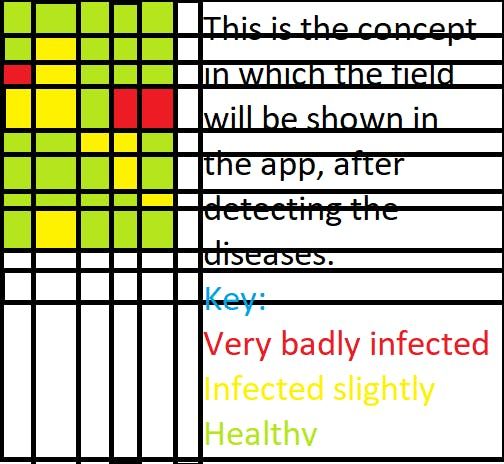 This is the concept
in which the field
will be shown in
the app, after
detecting the
diseases.
Key:
Very badly infected
Infected slightly
Healthy